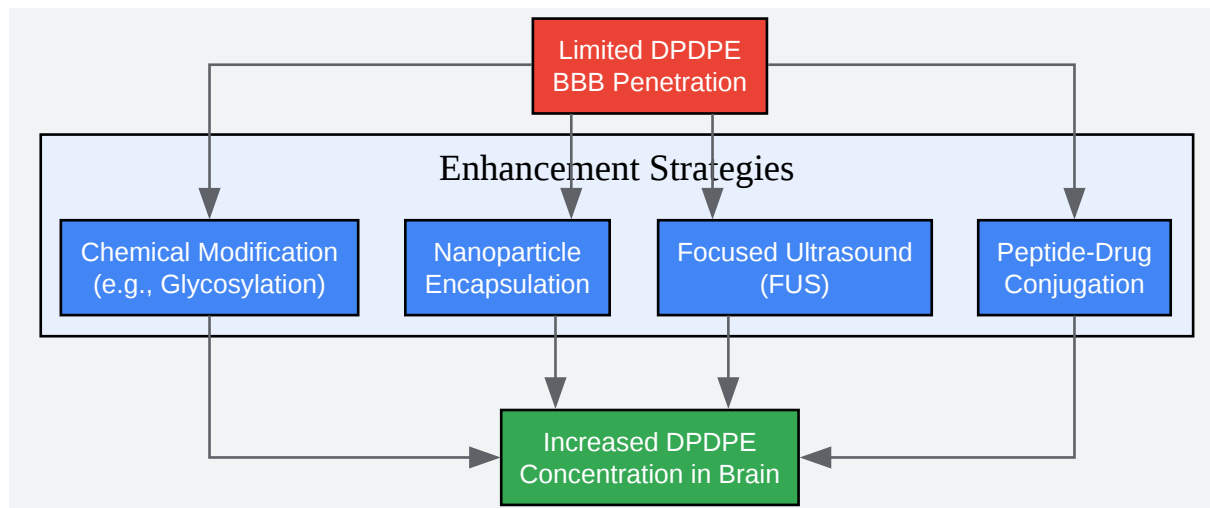 Limited DPDPE
BBB Penetration
Enhancement Strategies
Chemical Modification
(e.g., Glycosylation)
Nanoparticle
Encapsulation
Focused Ultrasound
(FUS)
Peptide-Drug
Conjugation
Increased DPDPE
Concentration in Brain